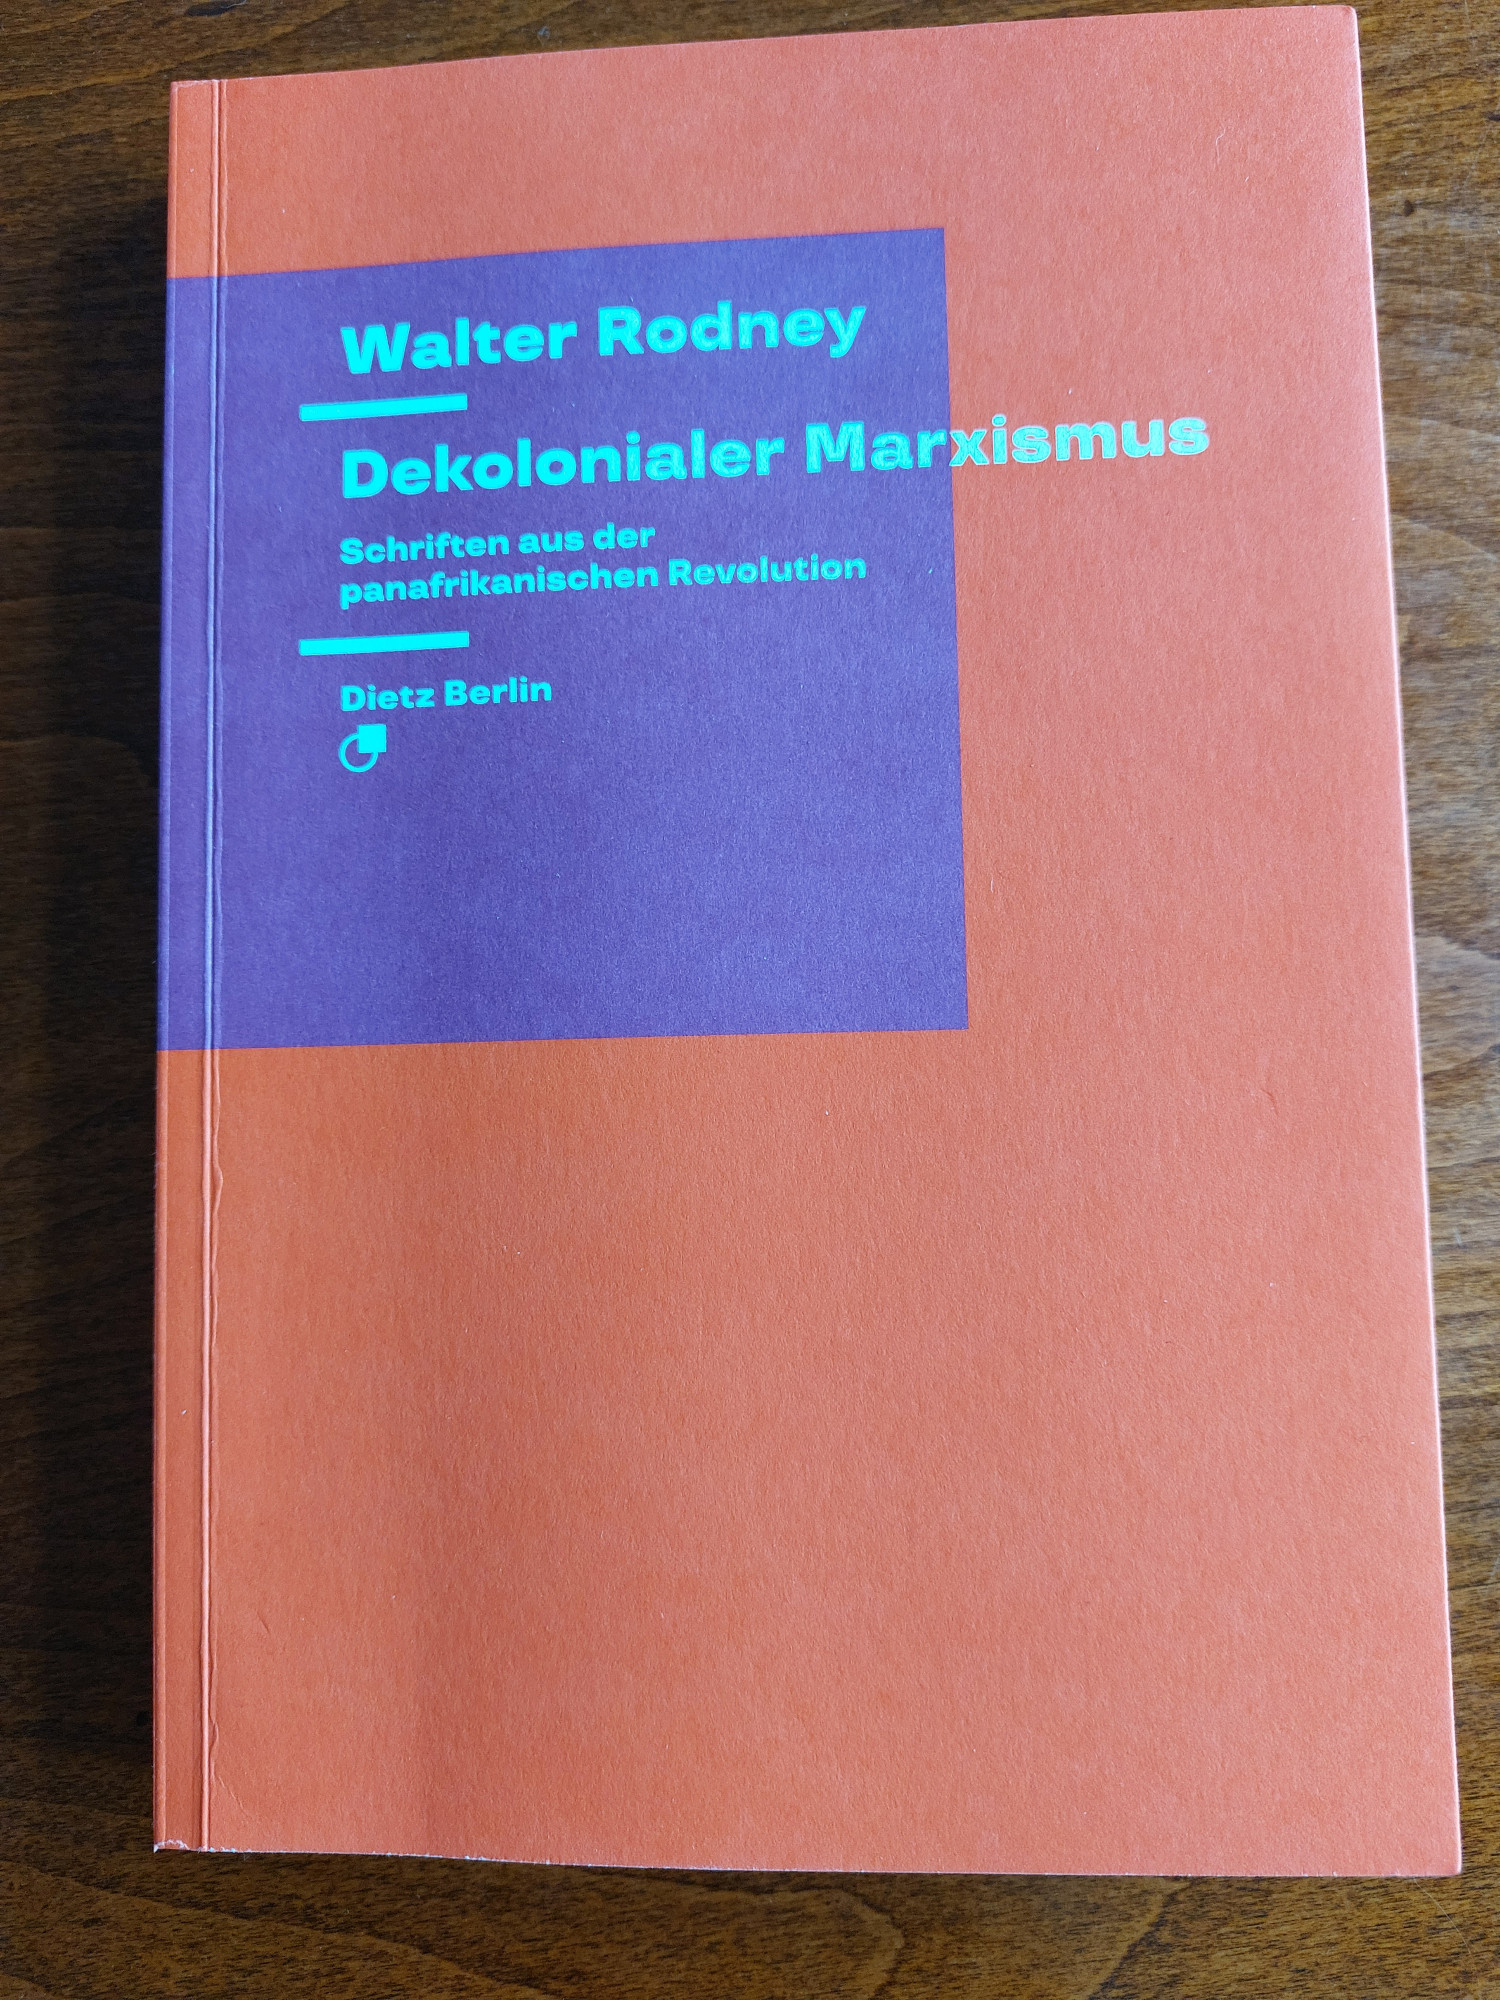 Walter Rodney
Dekolonialer Marxismus
Schriften aus der
panafrikanischen Revolution
Dietz Berlin